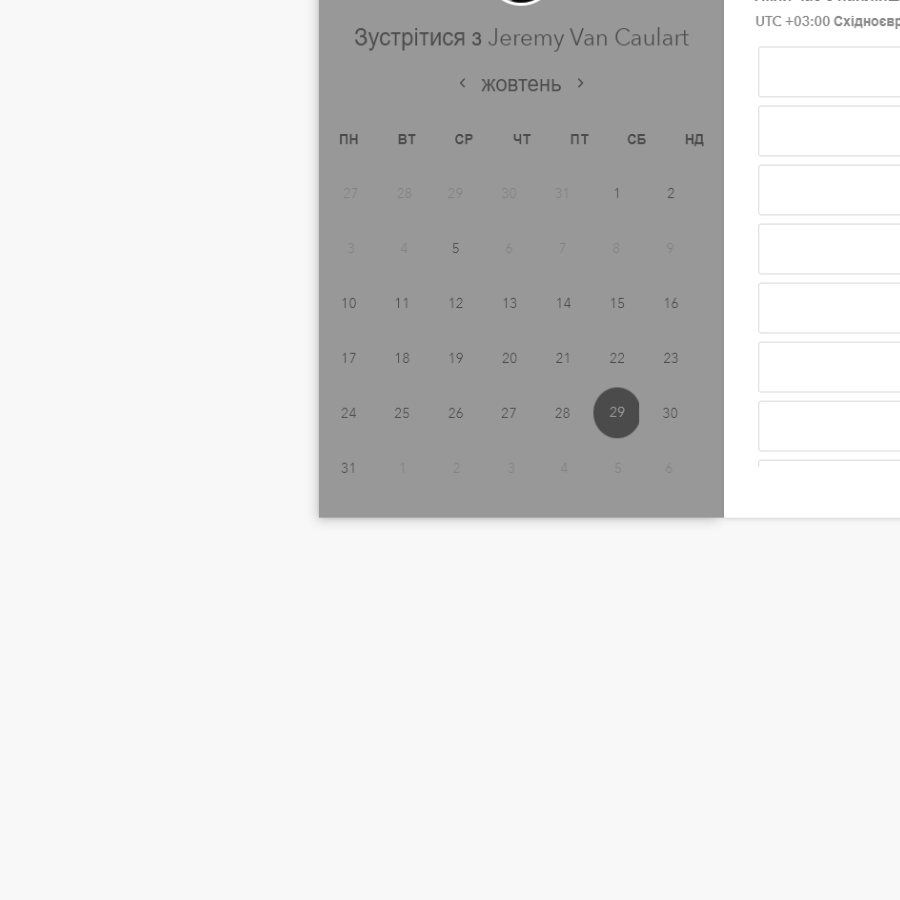 UTC +03:00
Зустрітися з Jeremy Van Caulart
‹ жовтень ›
ПН ВТ СР ЧТ ПТ СБ НД
27 28 29 30 31 1 2
3 4 5 6 7 8 9
10 11 12 13 14 15 16
17 18 19 20 21 22 23
24 25 26 27 28 29 30
31 1 2 3 4 5 6